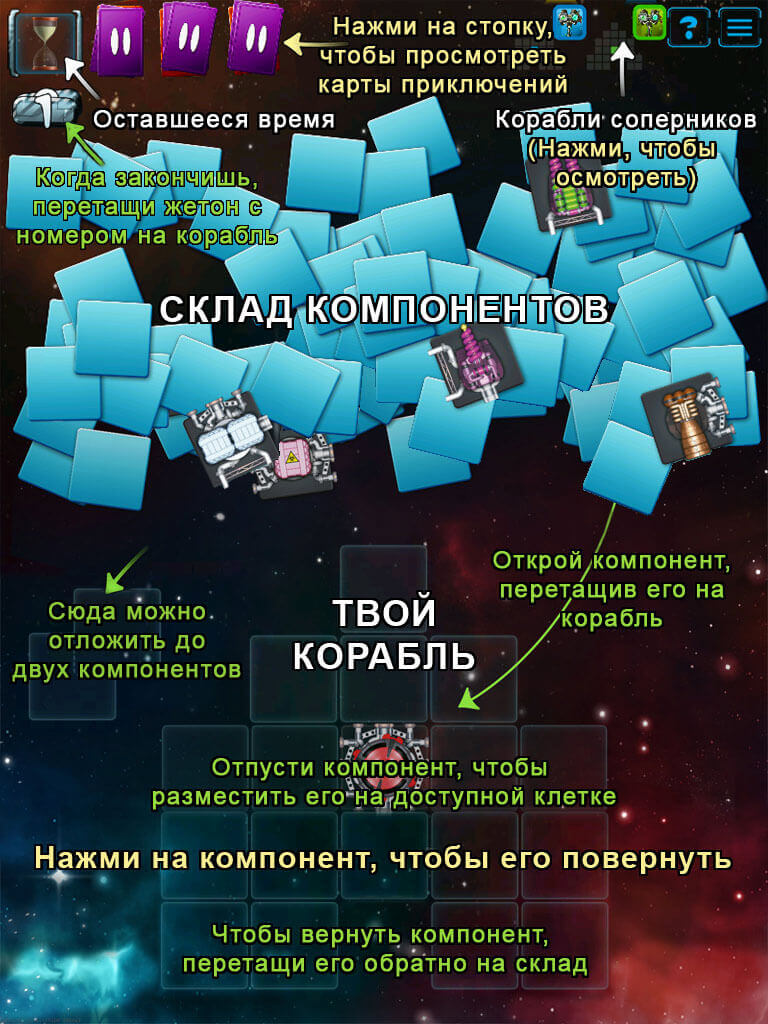 Нажми на стопку,
чтобы просмотреть
карты приключений
?
1
Оставшееся время
Корабли соперников
(Нажми, чтобы
осмотреть)
Когда закончишь,
перетащи жетон с
номером на корабль
СКЛАД КОМПОНЕНТОВ
Открой компонент,
перетащив его на
корабль
Сюда можно
отложить до
двух компонентов
ТВОЙ
КОРАБЛЬ
Отпусти компонент, чтобы
разместить его на доступной клетке
Нажми на компонент, чтобы его повернуть
Чтобы вернуть компонент,
перетащи его обратно на склад